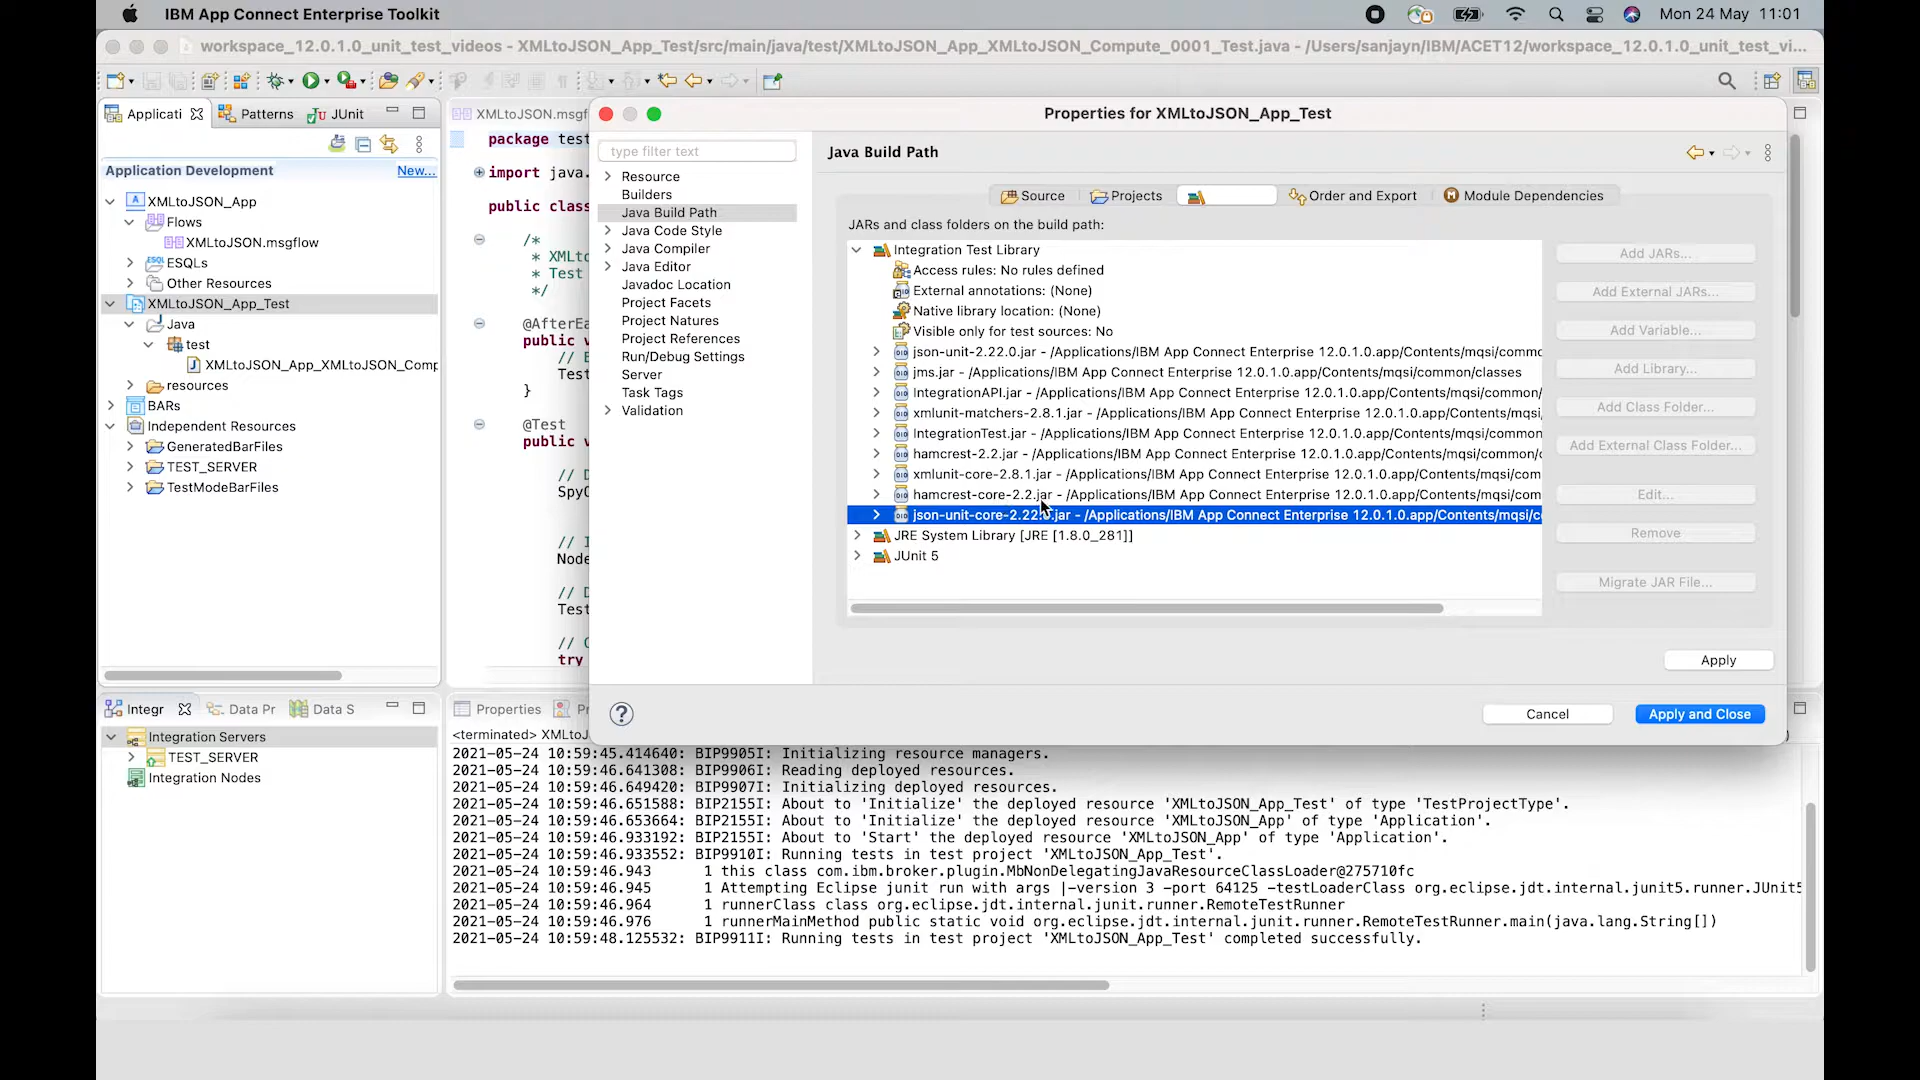 IBM App Connect Enterprise Toolkit
Mon 24 May 11:01
workspace_12.0.1.0_unit_test_videos - XMLtoJSON_App_Test/src/main/java/test/XMLtoJSON_App_XMLtoJSON_Compute_0001_Test.java - /Users/sanjayn/IBM/ACET12/workspace_12.0.1.0_unit_test_vi...
Applicati
Patterns
JUnit
Application Development
New...
XMLtoJSON_App
Flows
XMLtoJSON.msgflow
ESQLs
Other Resources
XMLtoJSON_App_Test
Java
test
XMLtoJSON_App_XMLtoJSON_Comp
resources
BARs
Independent Resources
GeneratedBarFiles
TEST_SERVER
TestModeBarFiles
XMLtoJSON.msgf
package test
import java.
public class
/*
* XMLto
* Test
*/
@AfterEa
public v
// E
Test
}
@Test
public v
// D
SpyO
// I
Node
// D
Test
// C
try
Properties for XMLtoJSON_App_Test
type filter text
Resource
Builders
Java Build Path
Java Code Style
Java Compiler
Java Editor
Javadoc Location
Project Facets
Project Natures
Project References
Run/Debug Settings
Server
Task Tags
Validation
Java Build Path
Source
Projects
Order and Export
Module Dependencies
JARs and class folders on the build path:
Integration Test Library
Access rules: No rules defined
External annotations: (None)
Native library location: (None)
Visible only for test sources: No
json-unit-2.22.0.jar - /Applications/IBM App Connect Enterprise 12.0.1.0.app/Contents/mqsi/commo
jms.jar - /Applications/IBM App Connect Enterprise 12.0.1.0.app/Contents/mqsi/common/classes
IntegrationAPI.jar - /Applications/IBM App Connect Enterprise 12.0.1.0.app/Contents/mqsi/common/
xmlunit-matchers-2.8.1.jar - /Applications/IBM App Connect Enterprise 12.0.1.0.app/Contents/mqsi,
IntegrationTest.jar - /Applications/IBM App Connect Enterprise 12.0.1.0.app/Contents/mqsi/common
hamcrest-2.2.jar - /Applications/IBM App Connect Enterprise 12.0.1.0.app/Contents/mqsi/common/c
xmlunit-core-2.8.1.jar - /Applications/IBM App Connect Enterprise 12.0.1.0.app/Contents/mqsi/com
hamcrest-core-2.2.jar - /Applications/IBM App Connect Enterprise 12.0.1.0.app/Contents/mqsi/com
json-unit-core-2.22.0.jar - /Applications/IBM App Connect Enterprise 12.0.1.0.app/Contents/mqsi/c
JRE System Library [JRE [1.8.0_281]]
JUnit 5
Add JARs...
Add External JARs...
Add Variable...
Add Library...
Add Class Folder...
Add External Class Folder...
Edit...
Remove
Migrate JAR File...
Apply
Cancel
Apply and Close
Integr
Data Pr
Data S
Integration Servers
TEST_SERVER
Integration Nodes
Properties
Pr
<terminated> XMLtoJ
2021-05-24 10:59:45.414640: BIP9905I: Initializing resource managers.
2021-05-24 10:59:46.641308: BIP9906I: Reading deployed resources.
2021-05-24 10:59:46.649420: BIP9907I: Initializing deployed resources.
2021-05-24 10:59:46.651588: BIP2155I: About to 'Initialize' the deployed resource 'XMLtoJSON_App_Test' of type 'TestProjectType'.
2021-05-24 10:59:46.653664: BIP2155I: About to 'Initialize' the deployed resource 'XMLtoJSON_App' of type 'Application'.
2021-05-24 10:59:46.933192: BIP2155I: About to 'Start' the deployed resource 'XMLtoJSON_App' of type 'Application'.
2021-05-24 10:59:46.933552: BIP9910I: Running tests in test project 'XMLtoJSON_App_Test'.
2021-05-24 10:59:46.943 1 this class com.ibm.broker.plugin.MbNonDelegatingJavaResourceClassLoader@275710fc
2021-05-24 10:59:46.945 1 Attempting Eclipse junit run with args |-version 3 -port 64125 -testLoaderClass org.eclipse.jdt.internal.junit5.runner.JUnit5
2021-05-24 10:59:46.964 1 runnerClass class org.eclipse.jdt.internal.junit.runner.RemoteTestRunner
2021-05-24 10:59:46.976 1 runnerMainMethod public static void org.eclipse.jdt.internal.junit.runner.RemoteTestRunner.main(java.lang.String[])
2021-05-24 10:59:48.125532: BIP9911I: Running tests in test project 'XMLtoJSON_App_Test' completed successfully.